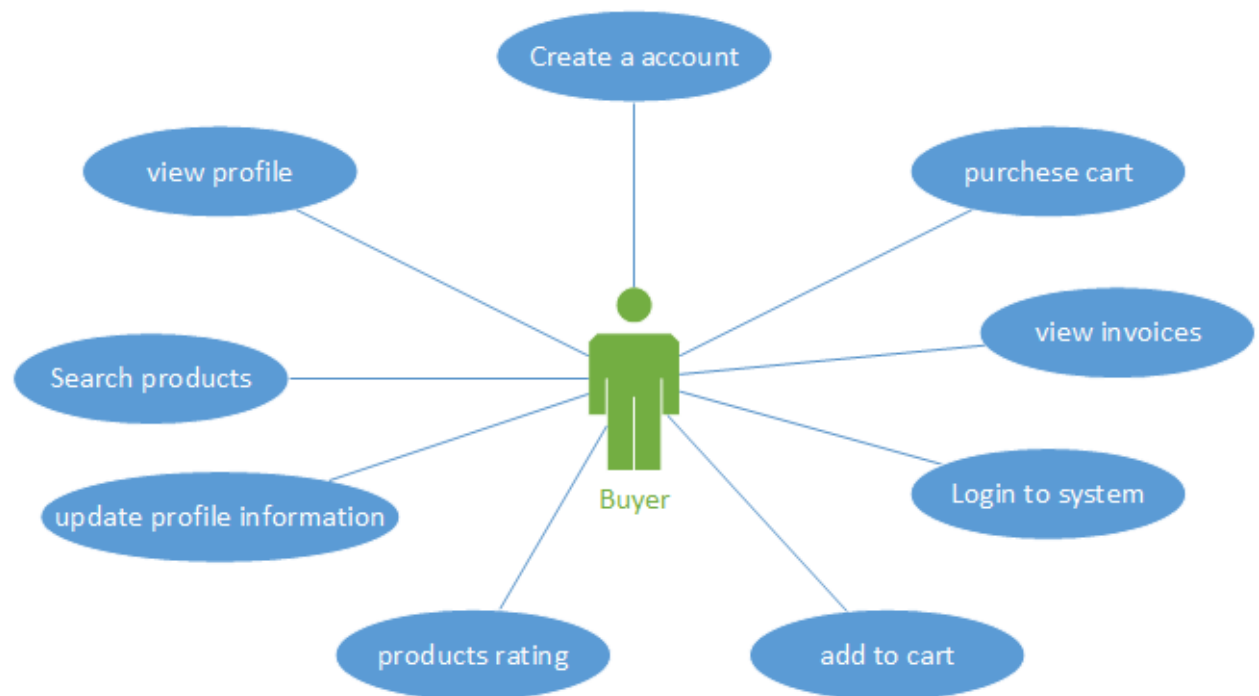 Create a account
view profile
purchese cart
view invoices
Search products
Login to system
Buyer
update profile information
products rating
add to cart